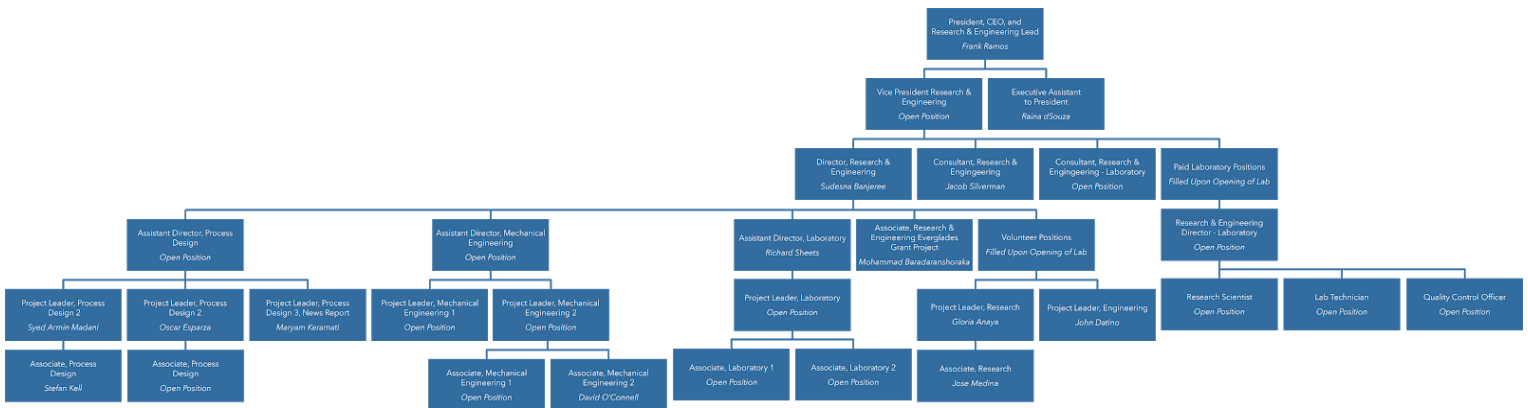 President, CEO, and
Research & Engineering Lead
Frank Ramos
Vice President Research &
Engineering
Open Position
Executive Assistant
to President
Raina dSouza
Director, Research &
Engineering
Sudesna Banjeree
Consultant, Research &
Engingeering
Jacob Silverman
Consultant, Research &
Engingeering - Laboratory
Open Position
Paid Laboratory Positions
Filled Upon Opening of Lab
Assistant Director, Process
Design
Open Position
Assistant Director, Mechanical
Engineering
Open Position
Assistant Director, Laboratory
Richard Sheets
Associate, Research &
Engineering Everglades
Grant Project
Mohammad Baradaranshoraka
Volunteer Positions
Filled Upon Opening of Lab
Research & Engineering
Director - Laboratory
Open Position
Project Leader, Process
Design 2
Syed Armin Madani
Project Leader, Process
Design 2
Oscar Esparza
Project Leader, Process
Design 3, News Report
Maryam Keramati
Project Leader, Mechanical
Engineering 1
Open Position
Project Leader, Mechanical
Engineering 2
Open Position
Project Leader, Laboratory
Open Position
Project Leader, Research
Gloria Anaya
Project Leader, Engineering
John Datino
Research Scientist
Open Position
Lab Technician
Open Position
Quality Control Officer
Open Position
Associate, Process
Design
Stefan Kell
Associate, Process
Design
Open Position
Associate, Mechanical
Engineering 1
Open Position
Associate, Mechanical
Engineering 2
David O'Connell
Associate, Laboratory 1
Open Position
Associate, Laboratory 2
Open Position
Associate, Research
Jose Medina